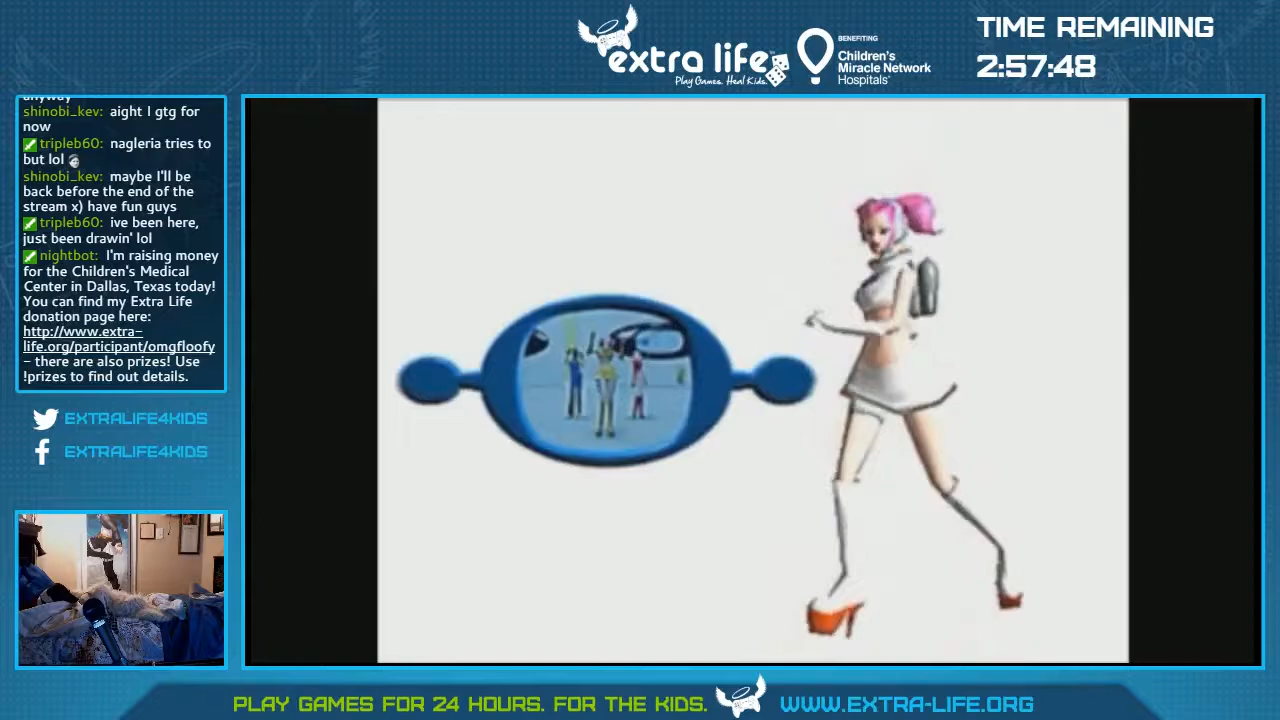 extra life
Play Games. Heal Kids.
BENEFITING
Children's
Miracle Network
Hospitals
TIME REMAINING
2:57:48
anyway
shinobi_kev: aight I gtg for
now
tripleb60: nagleria tries to
but lol
shinobi_kev: maybe I'll be
back before the end of the
stream x) have fun guys
tripleb60: ive been here,
just been drawin' lol
nightbot: I'm raising money
for the Children's Medical
Center in Dallas, Texas today!
You can find my Extra Life
donation page here:
http://www.extra-
life.org/participant/omgfloofy
– there are also prizes! Use
!prizes to find out details.
EXTRALIFE4KIDS
EXTRALIFE4KIDS
PLAY GAMES FOR 24 HOURS. FOR THE KIDS.
WWW.EXTRA-LIFE.ORG